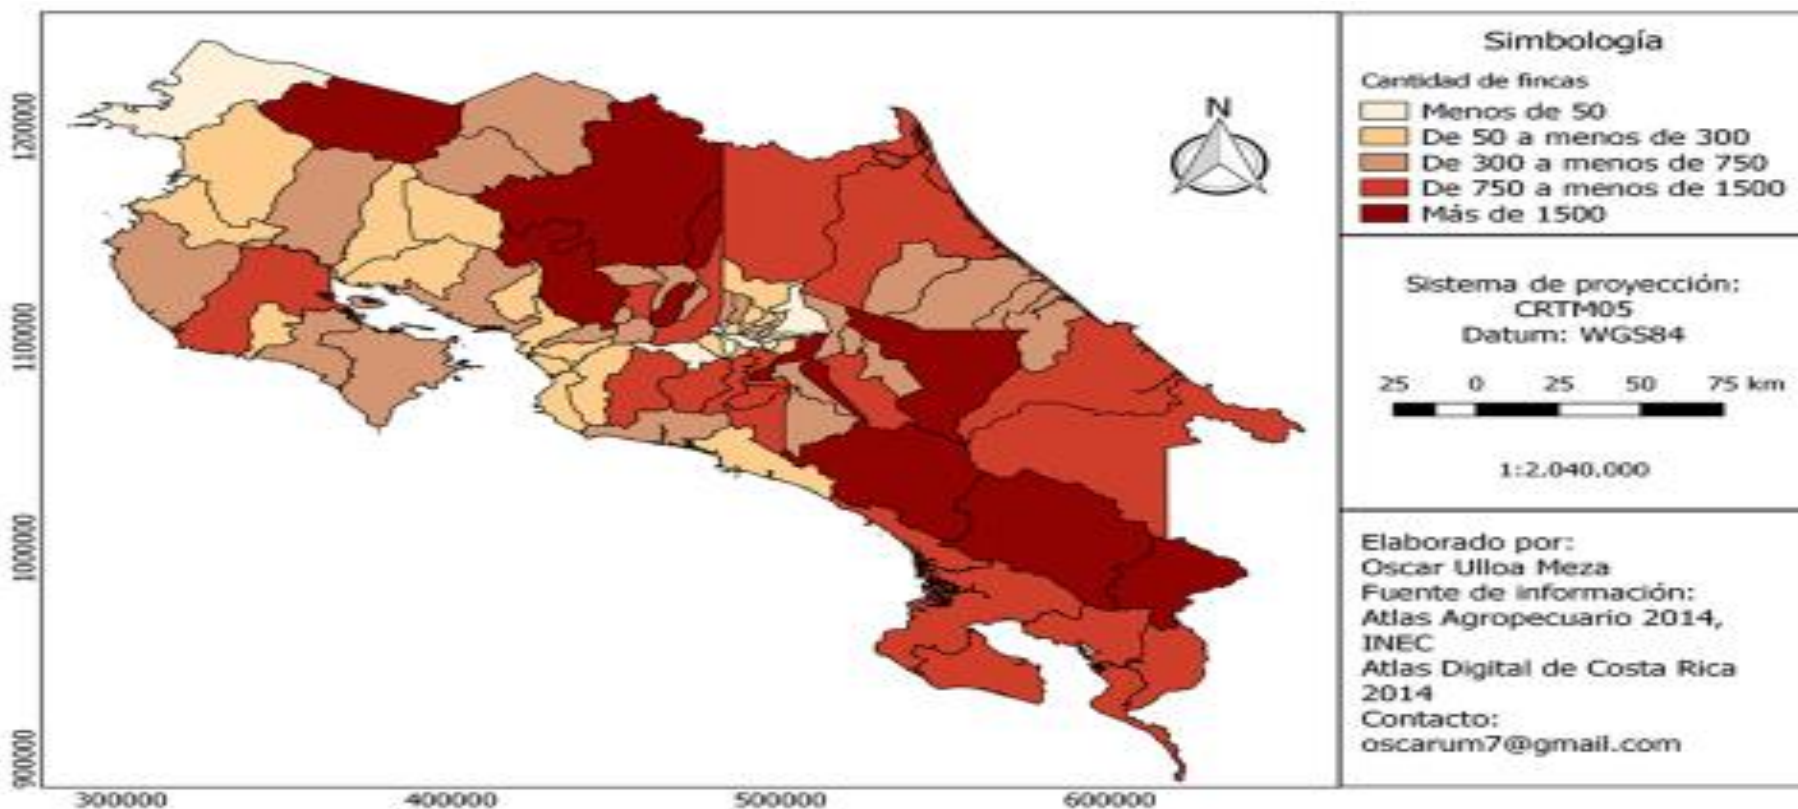 Simbología
Cantidad de fincas
Menos de 50
De 50 a menos de 300
De 300 a menos de 750
De 750 a menos de 1500
Más de 1500
N
Sistema de proyección:
CRTM05
Datum: WGS84
25 0 25 50 75 km
1:2.040.000
Elaborado por:
Oscar Ulloa Meza
Fuente de información:
Atlas Agropecuario 2014,
INEC
Atlas Digital de Costa Rica
2014
Contacto:
oscarum7@gmail.com
1200000
1100000
1000000
900000
300000 400000 500000 600000